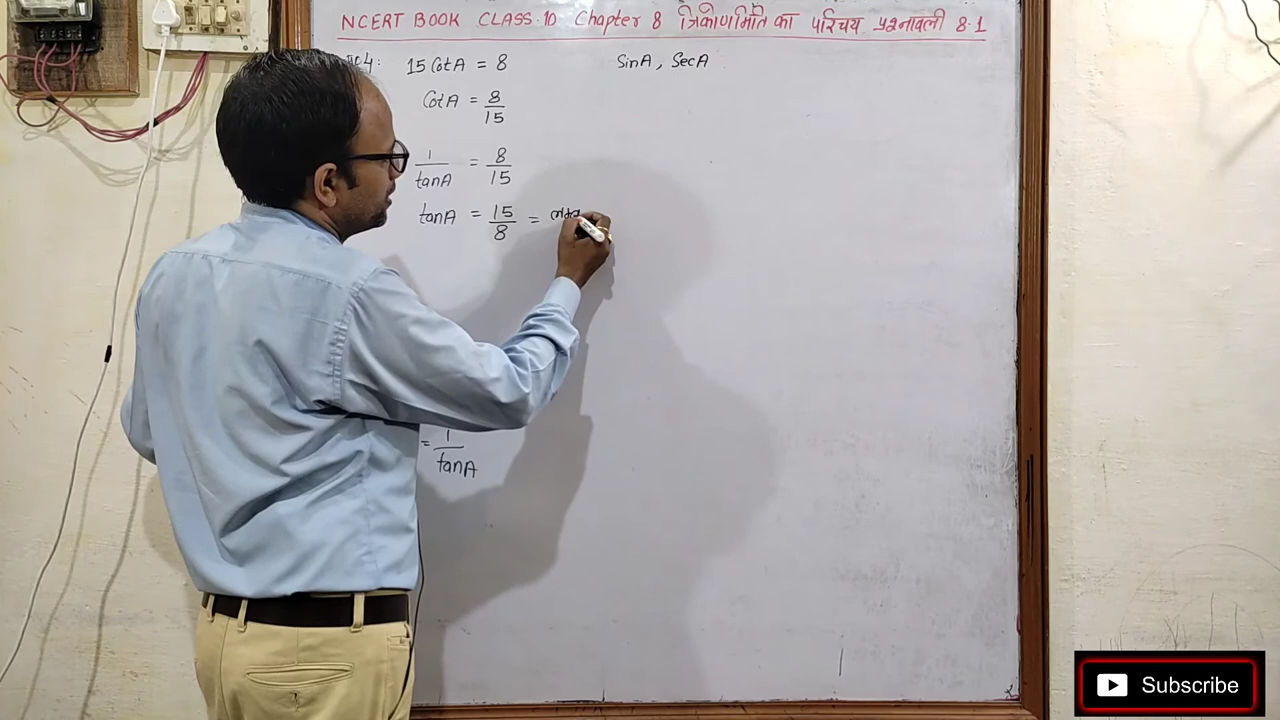 NCERT BOOK CLASS-10 Chapter 8 त्रिकोणमिति का परिचय प्रश्नावली 8.1
4: 15 CotA = 8 SinA, SecA
CotA = 8/15
1/tanA = 8/15
tanA = 15/8 =
= 1/tanA
Subscribe